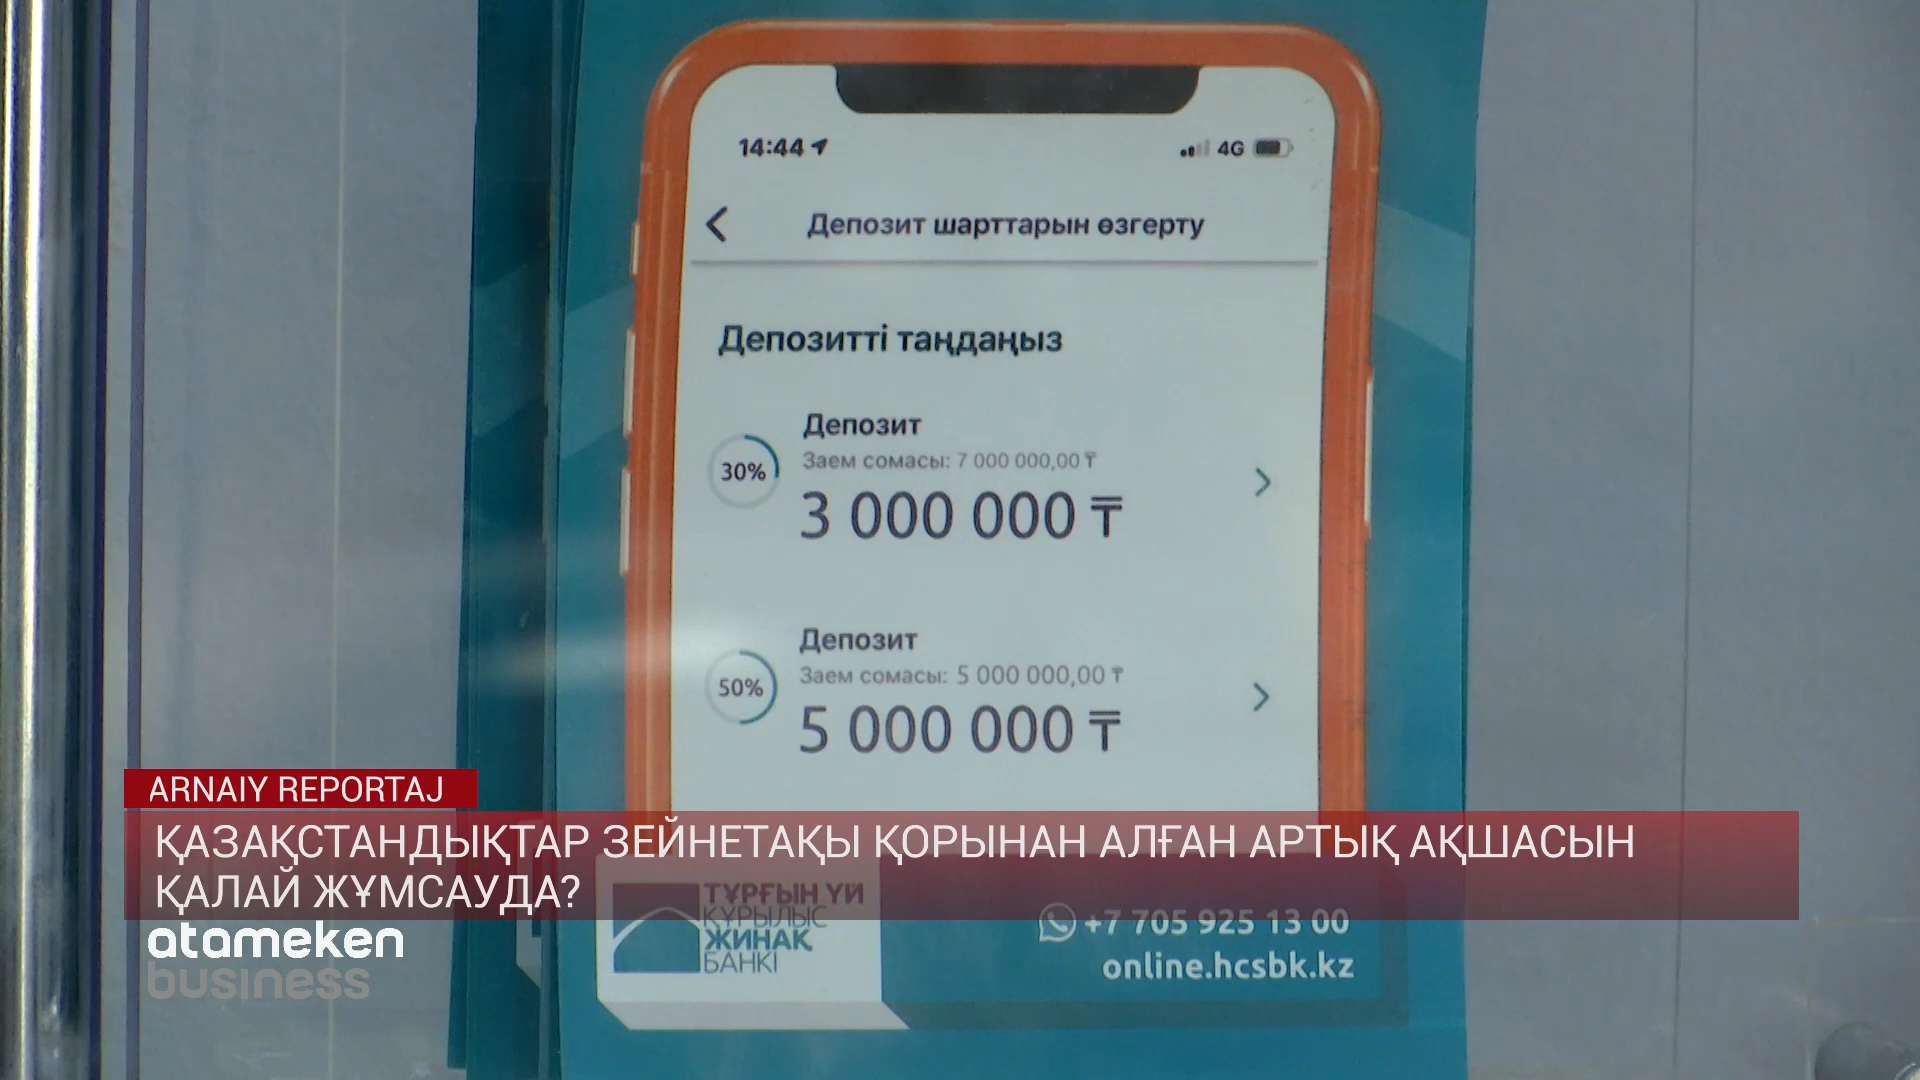 14:44
4G
Депозит шарттарын өзгерту
Депозитті таңдаңыз
Депозит
30%
Заем сомасы: 7 000 000,00 ₸
3 000 000 ₸
Депозит
50%
Заем сомасы: 5 000 000,00 ₸
5 000 000 ₸
ARNAIY REPORTAJ
ҚАЗАҚСТАНДЫҚТАР ЗЕЙНЕТАҚЫ ҚОРЫНАН АЛҒАН АРТЫҚ АҚШАСЫН
ҚАЛАЙ ЖҰМСАУДА?
ТҰРҒЫН ҮЙ
ҚҰРЫЛЫС
ЖИНАҚ
БАНКІ
+7 705 925 13 00
online.hcsbk.kz
atameken
business